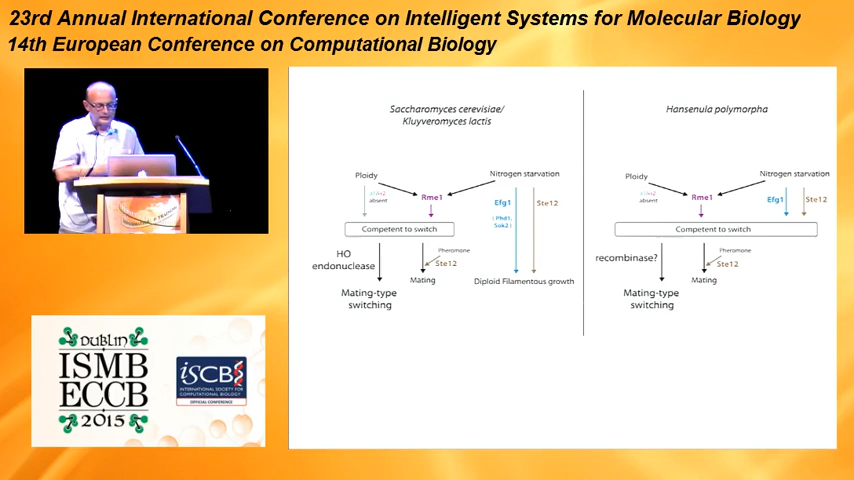 23rd Annual International Conference on Intelligent Systems for Molecular Biology
14th European Conference on Computational Biology
Saccharomyces cerevisiae/
Kluyveromyces lactis
Ploidy
Nitrogen starvation
absent
Rme1
Efg1
(Phd1,
Sok2)
Ste12
Competent to switch
HO
endonuclease
Pheromone
Ste12
Mating
Mating-type
switching
Diploid Filamentous growth
Hansenula polymorpha
Ploidy
Nitrogen starvation
absent
Rme1
Efg1
Ste12
Competent to switch
recombinase?
Pheromone
Ste12
Mating
Mating-type
switching
DUBLIN
ISMB
ECCB
2015
ISCB
INTERNATIONAL SOCIETY FOR
COMPUTATIONAL BIOLOGY
OFFICIAL CONFERENCE